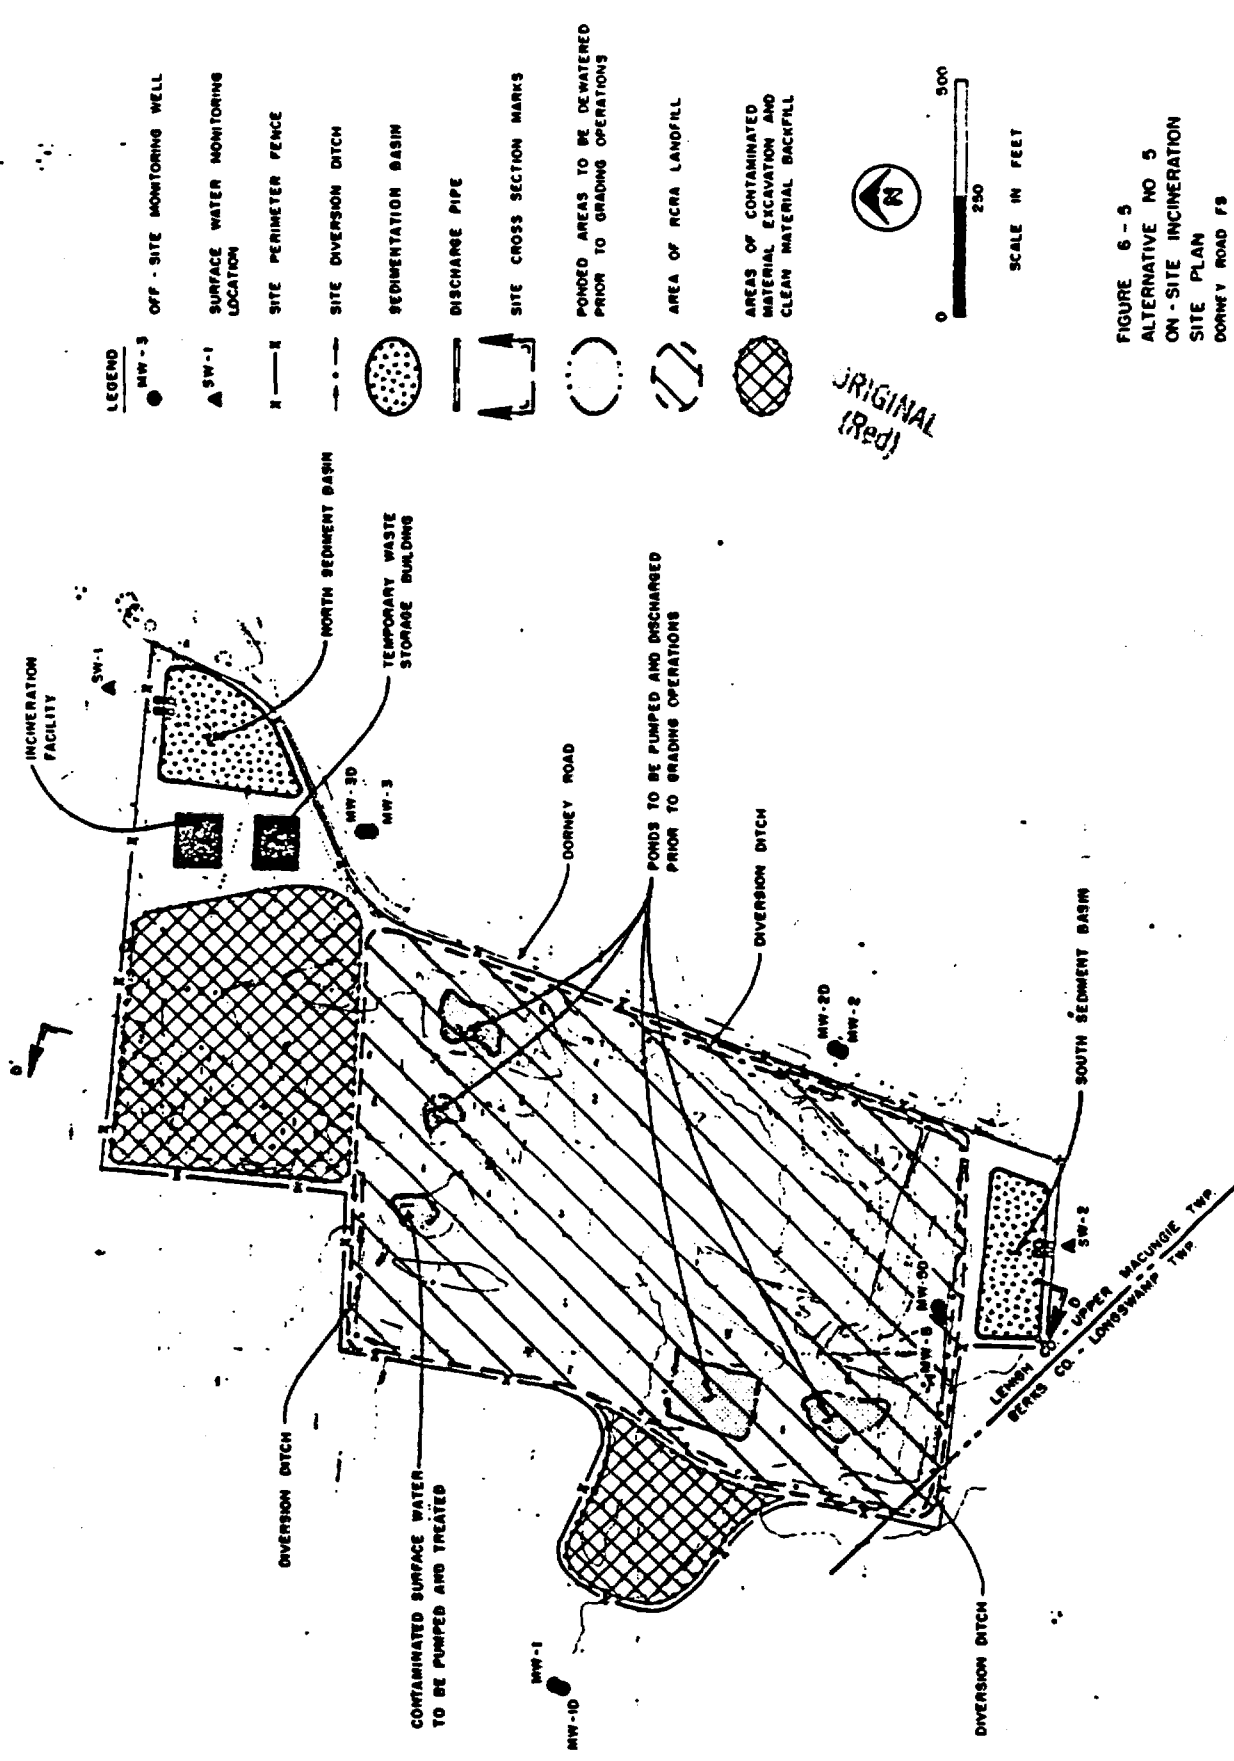 LEGEND
MW-3
OFF - SITE MONITORING WELL
SW-1
SURFACE WATER MONITORING
LOCATION
SITE PERIMETER FENCE
SITE DIVERSION DITCH
SEDIMENTATION BASIN
DISCHARGE PIPE
SITE CROSS SECTION MARKS
PONDED AREAS TO BE DEWATERED
PRIOR TO GRADING OPERATIONS
AREA OF RCRA LANDFILL
AREAS OF CONTAMINATED
MATERIAL EXCAVATION AND
CLEAN MATERIAL BACKFILL
ORIGINAL
(Red)
N
0
250
500
SCALE IN FEET
FIGURE 6 - 5
ALTERNATIVE NO 5
ON - SITE INCINERATION
SITE PLAN
DORNEY ROAD FS
INCINERATION
FACILITY
SW-1
NORTH SEDIMENT BASIN
TEMPORARY WASTE
STORAGE BUILDING
MW-3D
MW-3
DORNEY ROAD
PONDS TO BE PUMPED AND DISCHARGED
PRIOR TO GRADING OPERATIONS
DIVERSION DITCH
MW-2D
MW-2
SOUTH SEDIMENT BASIN
SW-2
D
D'
LEHIGH CO. - UPPER MACUNGIE TWP.
BERKS CO. - LONGSWAMP TWP.
DIVERSION DITCH
CONTAMINATED SURFACE WATER
TO BE PUMPED AND TREATED
MW-1
MW-1D
DIVERSION DITCH